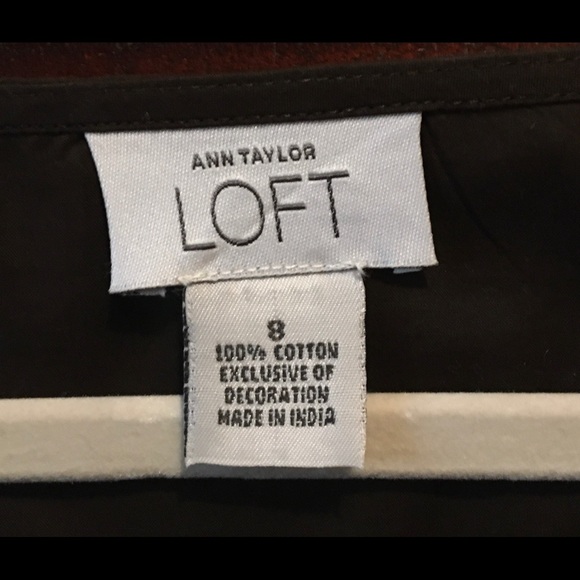 ANN TAYLOR
LOFT
8
100% COTTON
EXCLUSIVE OF
DECORATION
MADE IN INDIA